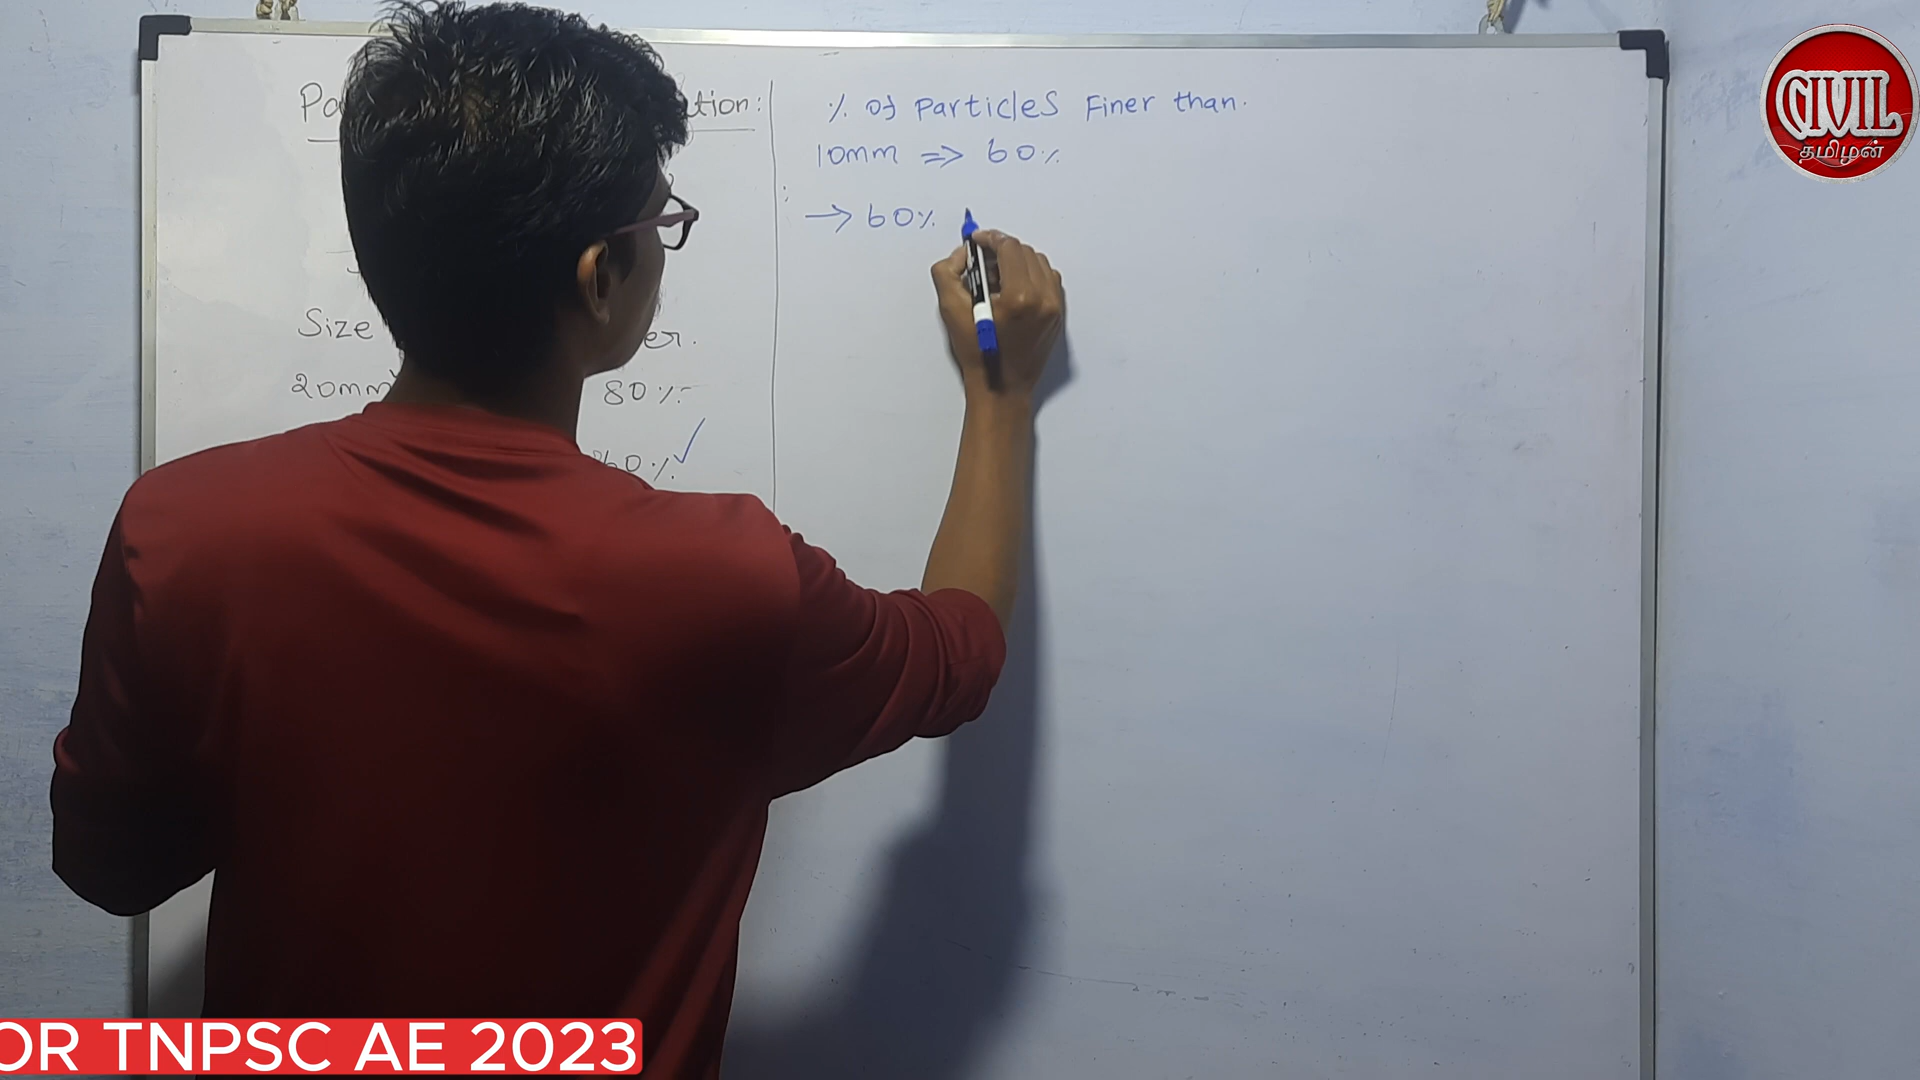 % of Particles Finer than.
10mm => 60%
→ 60%
Size
20mm 80%
60% ✓
CIVIL
தமிழன்
OR TNPSC AE 2023